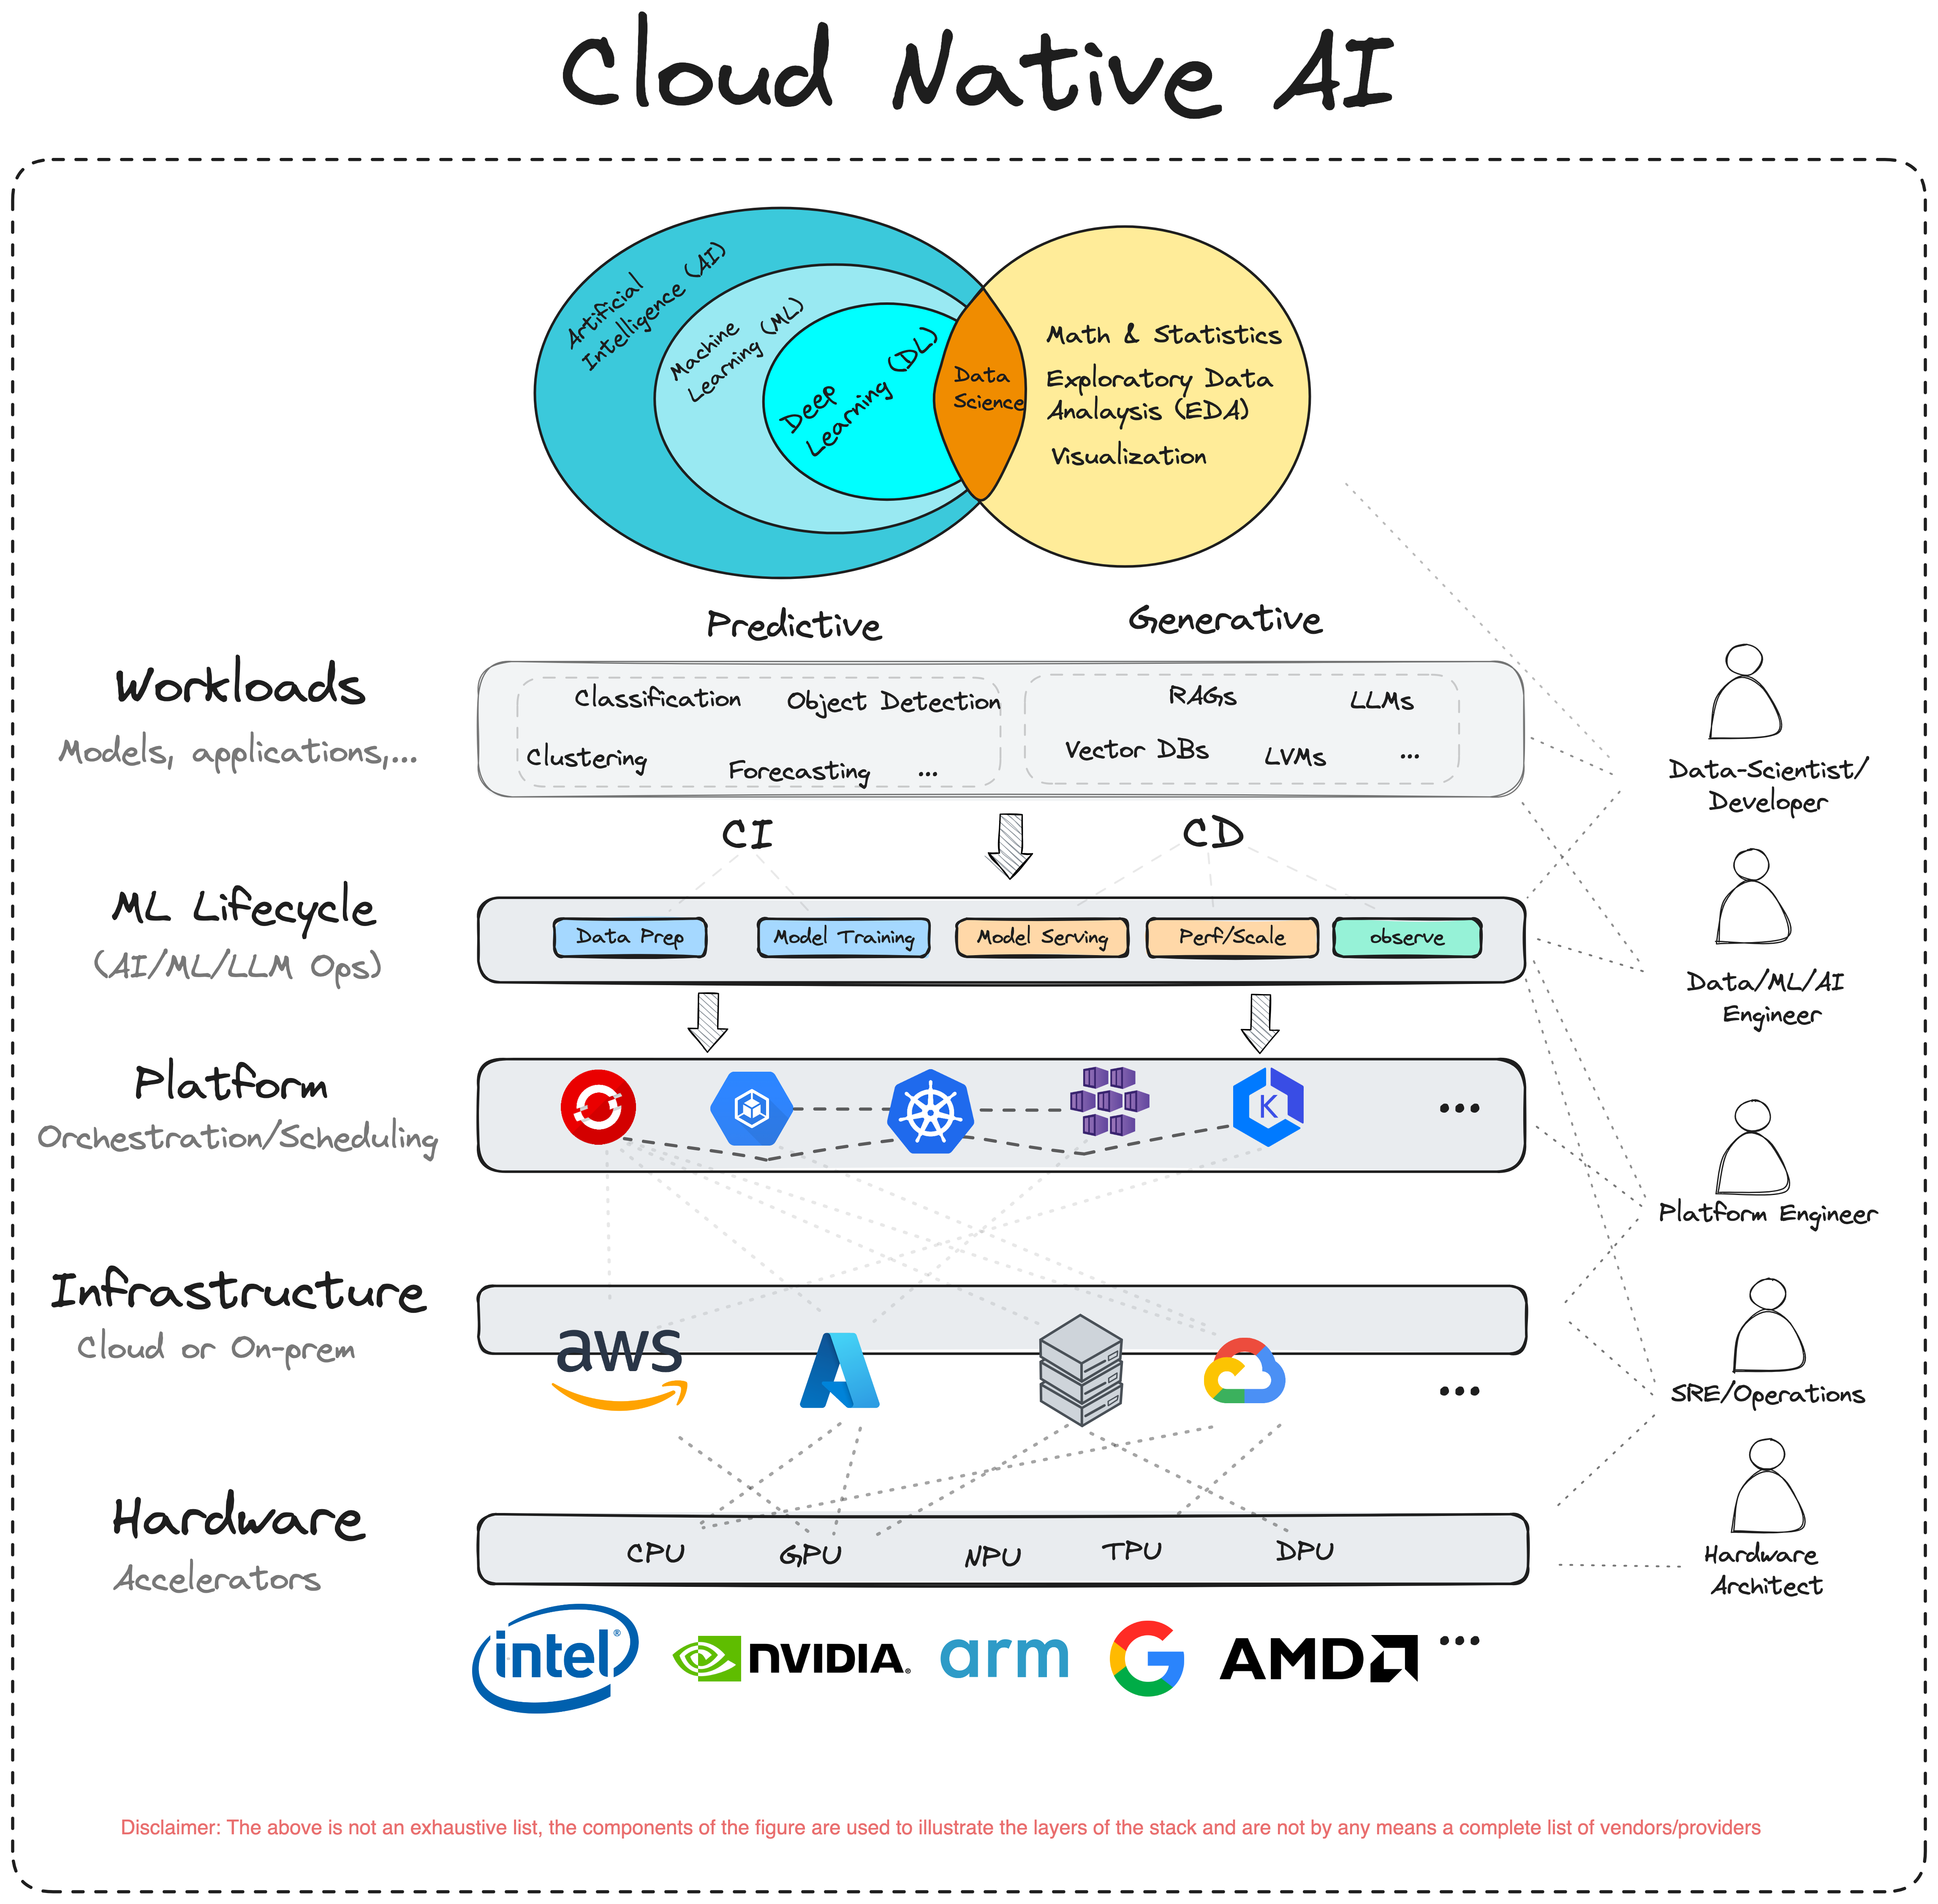 Cloud Native AI
Artificial
Intelligence (AI)
Machine
Learning (ML)
Deep
Learning (DL)
Data
Science
Math & Statistics
Exploratory Data
Analaysis (EDA)
Visualization
Predictive
Generative
Workloads
Models, applications,...
Classification
Object Detection
Clustering
Forecasting
...
RAGs
LLMs
Vector DBs
LVMs
...
Data-Scientist/
Developer
CI
CD
ML Lifecycle
(AI/ML/LLM Ops)
Data Prep
Model Training
Model Serving
Perf/Scale
observe
Data/ML/AI
Engineer
Platform
Orchestration/Scheduling
K
...
Platform Engineer
Infrastructure
Cloud or On-prem
aws
...
SRE/Operations
Hardware
Accelerators
CPU
GPU
NPU
TPU
DPU
Hardware
Architect
intel®
NVIDIA.
arm
G
AMD
...
Disclaimer: The above is not an exhaustive list, the components of the figure are used to illustrate the layers of the stack and are not by any means a complete list of vendors/providers